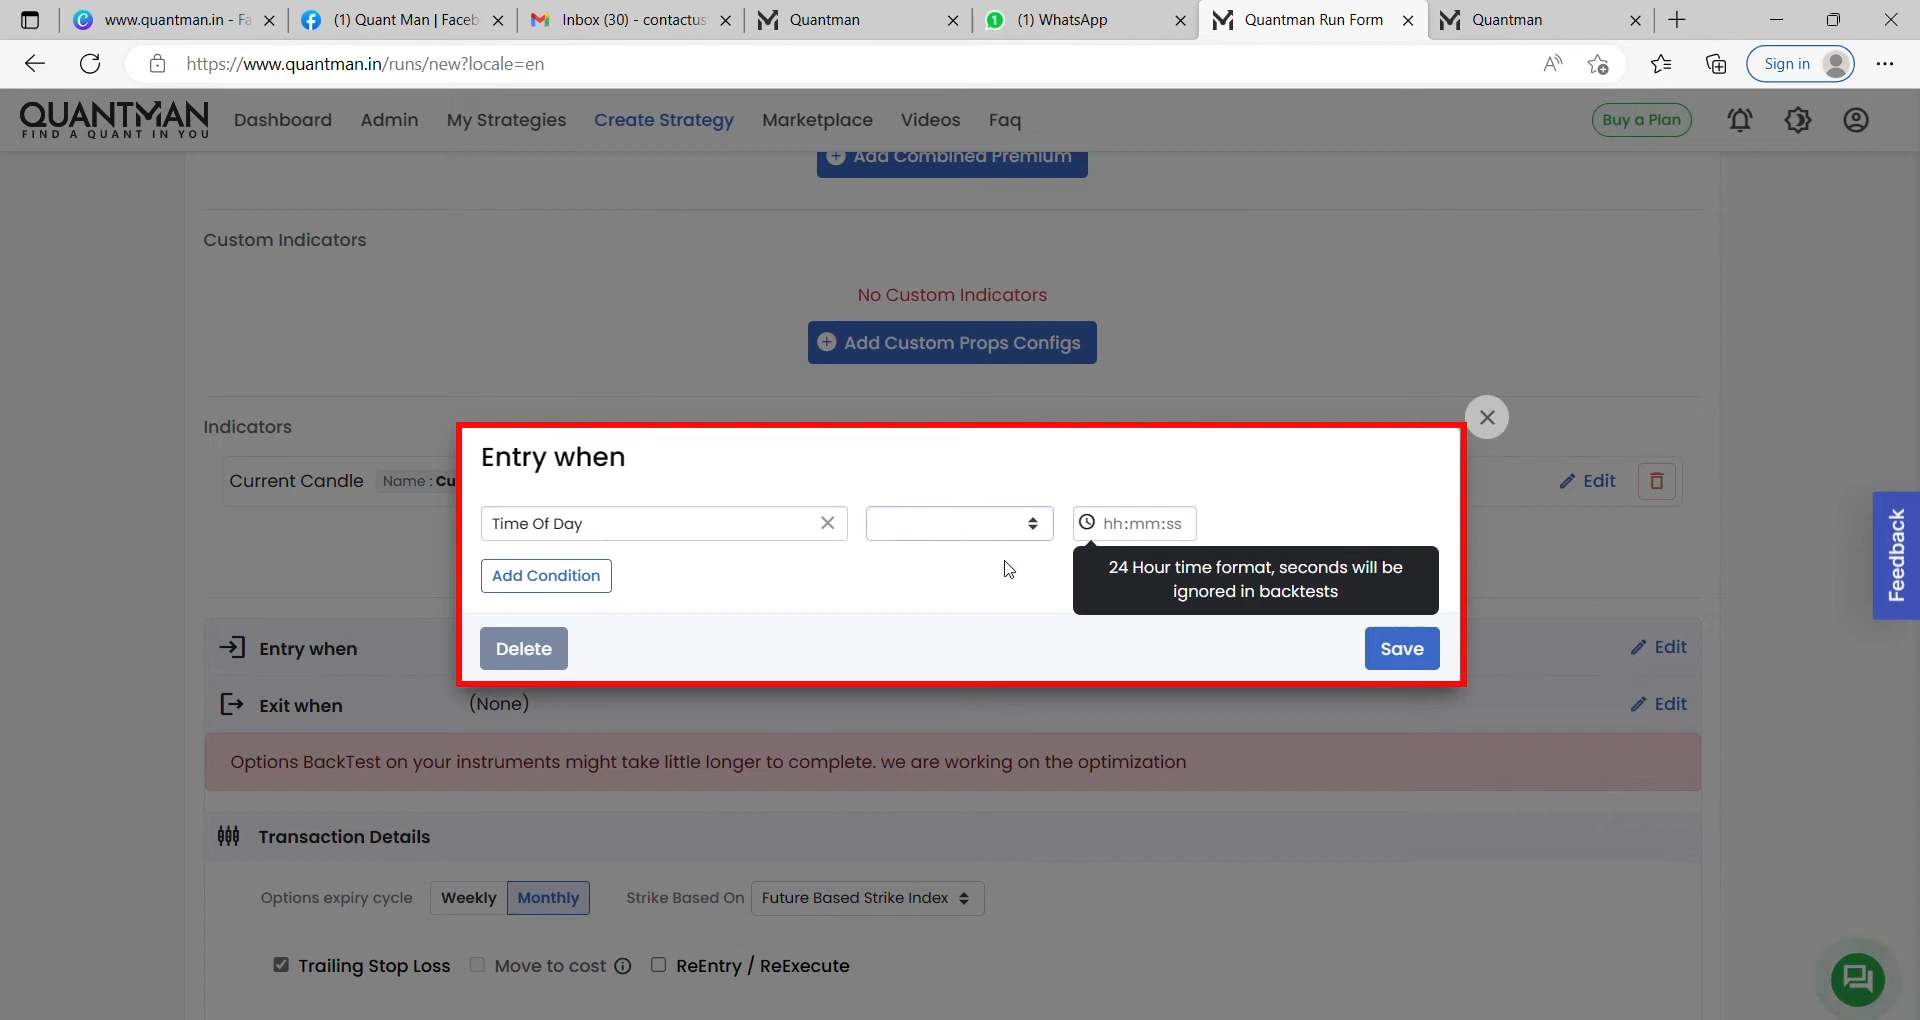 www.quantman.in - Fa
(1) Quant Man | Faceb
Inbox (30) - contactus
Quantman
(1) WhatsApp
Quantman Run Form
Quantman
https://www.quantman.in/runs/new?locale=en
Sign in
QUANTMAN
FIND A QUANT IN YOU
Dashboard
Admin
My Strategies
Create Strategy
Marketplace
Videos
Faq
Buy a Plan
Add Combined Premium
Custom Indicators
No Custom Indicators
Add Custom Props Configs
Indicators
Current Candle
Name : Cu
Edit
Entry when
Time Of Day
hh:mm:ss
24 Hour time format, seconds will be
ignored in backtests
Add Condition
Delete
Save
Feedback
Entry when
Edit
Exit when
(None)
Edit
Options BackTest on your instruments might take little longer to complete. we are working on the optimization
Transaction Details
Options expiry cycle
Weekly
Monthly
Strike Based On
Future Based Strike Index
Trailing Stop Loss
Move to cost
ReEntry / ReExecute